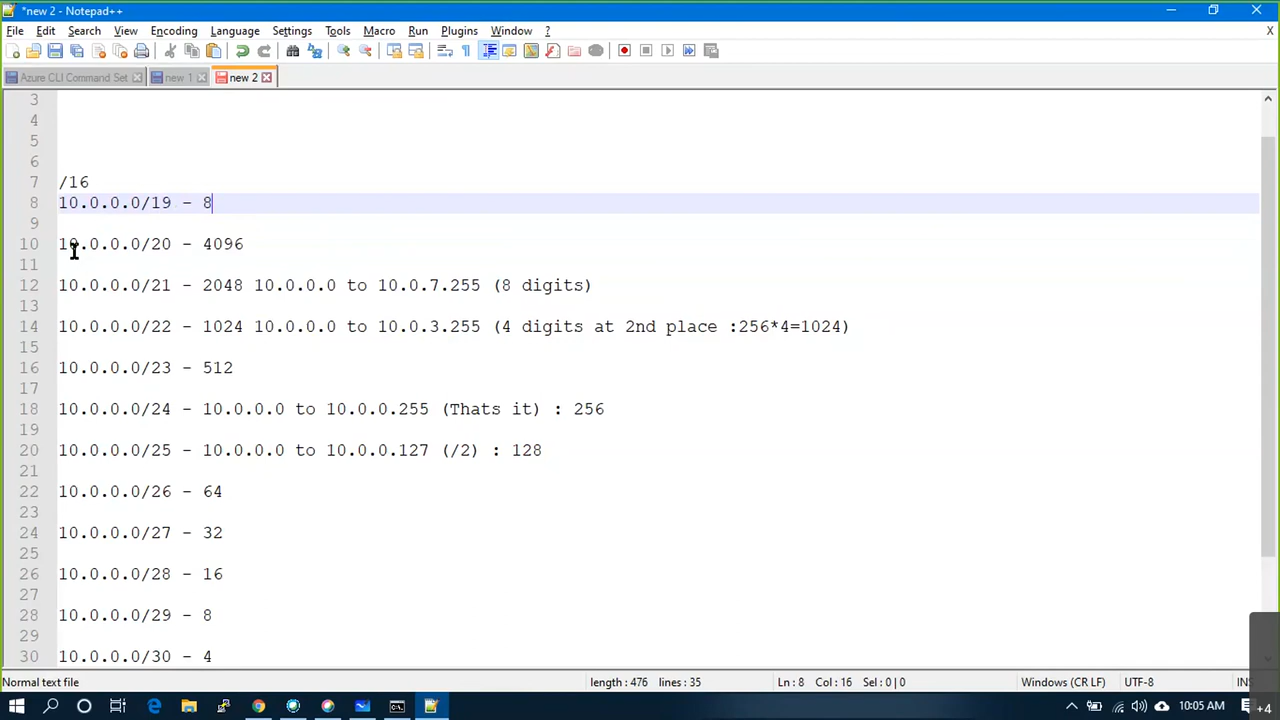 *new 2 - Notepad++
File Edit Search View Encoding Language Settings Tools Macro Run Plugins Window ? X
Azure CLI Command Set new 1 new 2
3
4
5
6
7 /16
8 10.0.0.0/19 - 8
9
10 10.0.0.0/20 - 4096
11
12 10.0.0.0/21 - 2048 10.0.0.0 to 10.0.7.255 (8 digits)
13
14 10.0.0.0/22 - 1024 10.0.0.0 to 10.0.3.255 (4 digits at 2nd place :256*4=1024)
15
16 10.0.0.0/23 - 512
17
18 10.0.0.0/24 - 10.0.0.0 to 10.0.0.255 (Thats it) : 256
19
20 10.0.0.0/25 - 10.0.0.0 to 10.0.0.127 (/2) : 128
21
22 10.0.0.0/26 - 64
23
24 10.0.0.0/27 - 32
25
26 10.0.0.0/28 - 16
27
28 10.0.0.0/29 - 8
29
30 10.0.0.0/30 - 4
Normal text file length : 476 lines : 35 Ln : 8 Col : 16 Sel : 0 | 0 Windows (CR LF) UTF-8 INS
10:05 AM +4